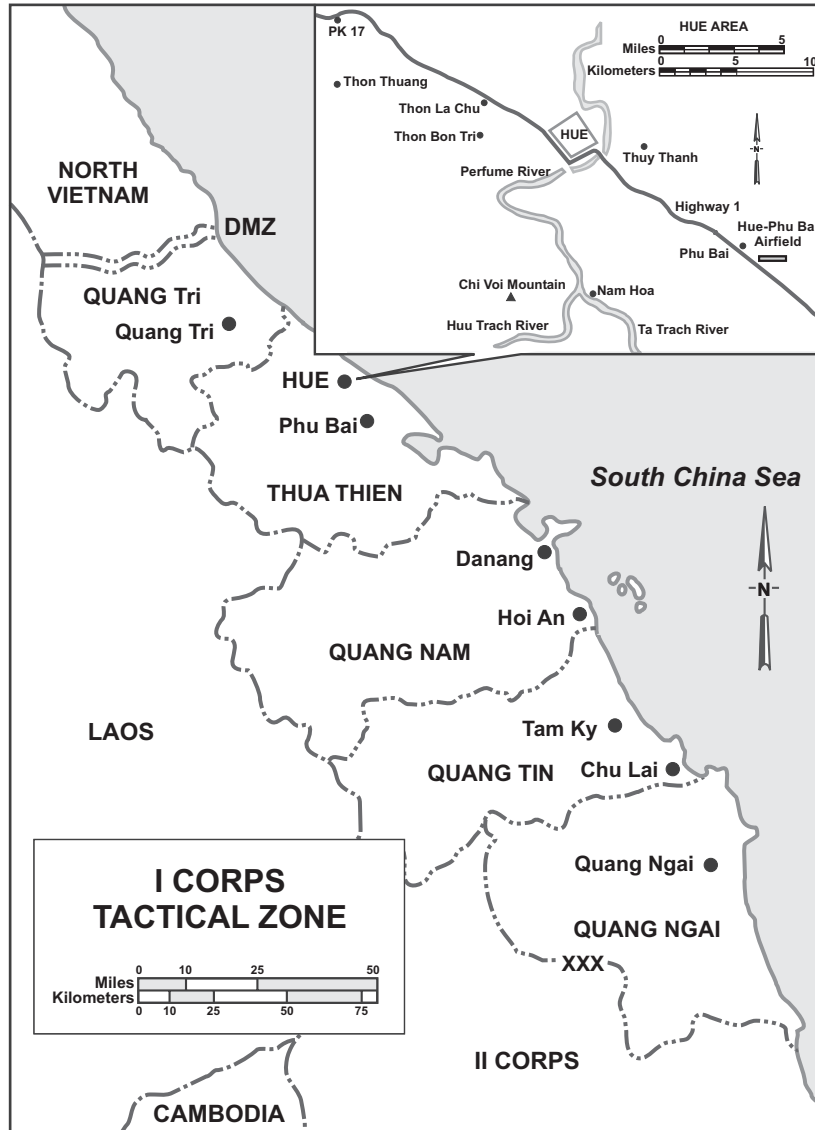 PK 17
HUE AREA
0 5
Miles
Kilometers
0 5 10
Thon Thuang
Thon La Chu
Thon Bon Tri
HUE
Thuy Thanh
N
Perfume River
Highway 1
Hue-Phu Ba
Airfield
Phu Bai
Chi Voi Mountain
Nam Hoa
Huu Trach River
Ta Trach River
NORTH
VIETNAM
DMZ
QUANG Tri
Quang Tri
HUE
Phu Bai
THUA THIEN
South China Sea
Danang
N
Hoi An
QUANG NAM
LAOS
Tam Ky
QUANG TIN
Chu Lai
Quang Ngai
QUANG NGAI
XXX
I CORPS
TACTICAL ZONE
0 10 25 50
Miles
Kilometers
0 10 25 50 75
II CORPS
CAMBODIA